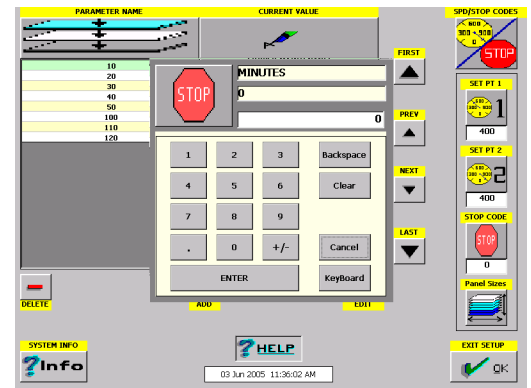 PARAMETER NAME
CURRENT VALUE
SPD/STOP CODES
600
300 900
0
STOP
FIRST
10
20
30
40
50
100
110
120
STOP
MINUTES
0
0
1 2 3 Backspace
4 5 6 Clear
7 8 9
. 0 +/- Cancel
ENTER KeyBoard
PREV
NEXT
LAST
SET PT 1
1
400
SET PT 2
2
400
STOP CODE
STOP
0
Panel Sizes
DELETE
ADD
EDIT
SYSTEM INFO
?Info
?HELP
03 Jun 2005 11:36:02 AM
EXIT SETUP
OK